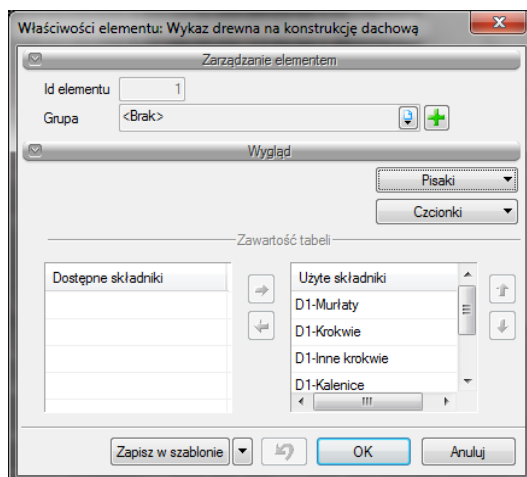 Właściwości elementu: Wykaz drewna na konstrukcję dachową
Zarządzanie elementem
Id elementu 1
Grupa <Brak>
Wygląd
Pisaki
Czcionki
Zawartość tabeli
Dostępne składniki
Użyte składniki
D1-Murłaty
D1-Krokwie
D1-Inne krokwie
D1-Kalenice
Zapisz w szablonie
OK
Anuluj